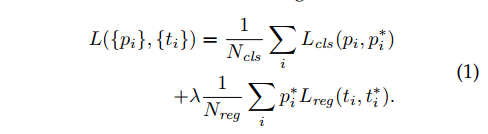 L({p_i}, {t_i}) = \frac{1}{N_{cls}} \sum_i L_{cls}(p_i, p_i^*)
+\lambda \frac{1}{N_{reg}} \sum_i p_i^* L_{reg}(t_i, t_i^*). (1)